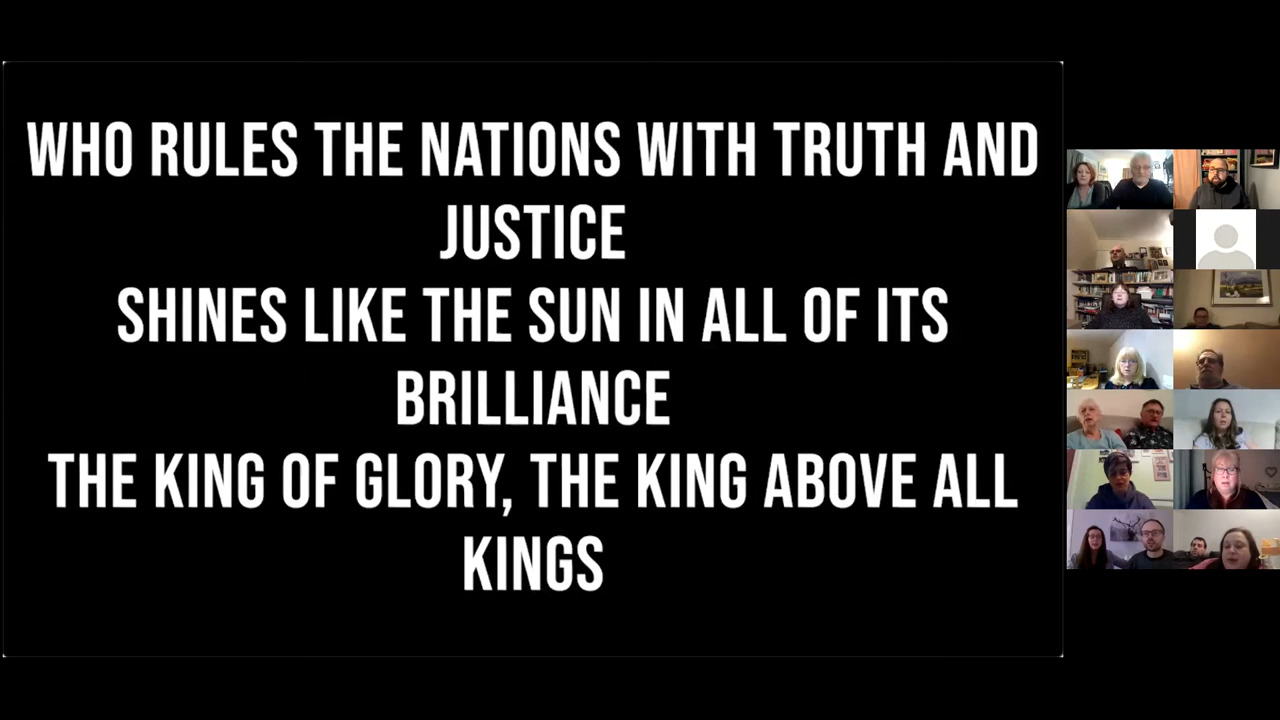 WHO RULES THE NATIONS WITH TRUTH AND
JUSTICE
SHINES LIKE THE SUN IN ALL OF ITS
BRILLIANCE
THE KING OF GLORY, THE KING ABOVE ALL
KINGS